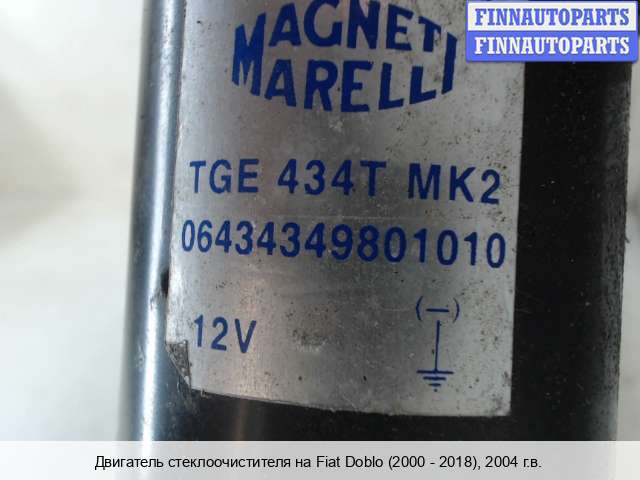 FINNAUTOPARTS
FINNAUTOPARTS
MAGNETI
MARELLI
TGE 434T MK2
06434349801010
12V
(−)
Двигатель стеклоочистителя на Fiat Doblo (2000 - 2018), 2004 г.в.